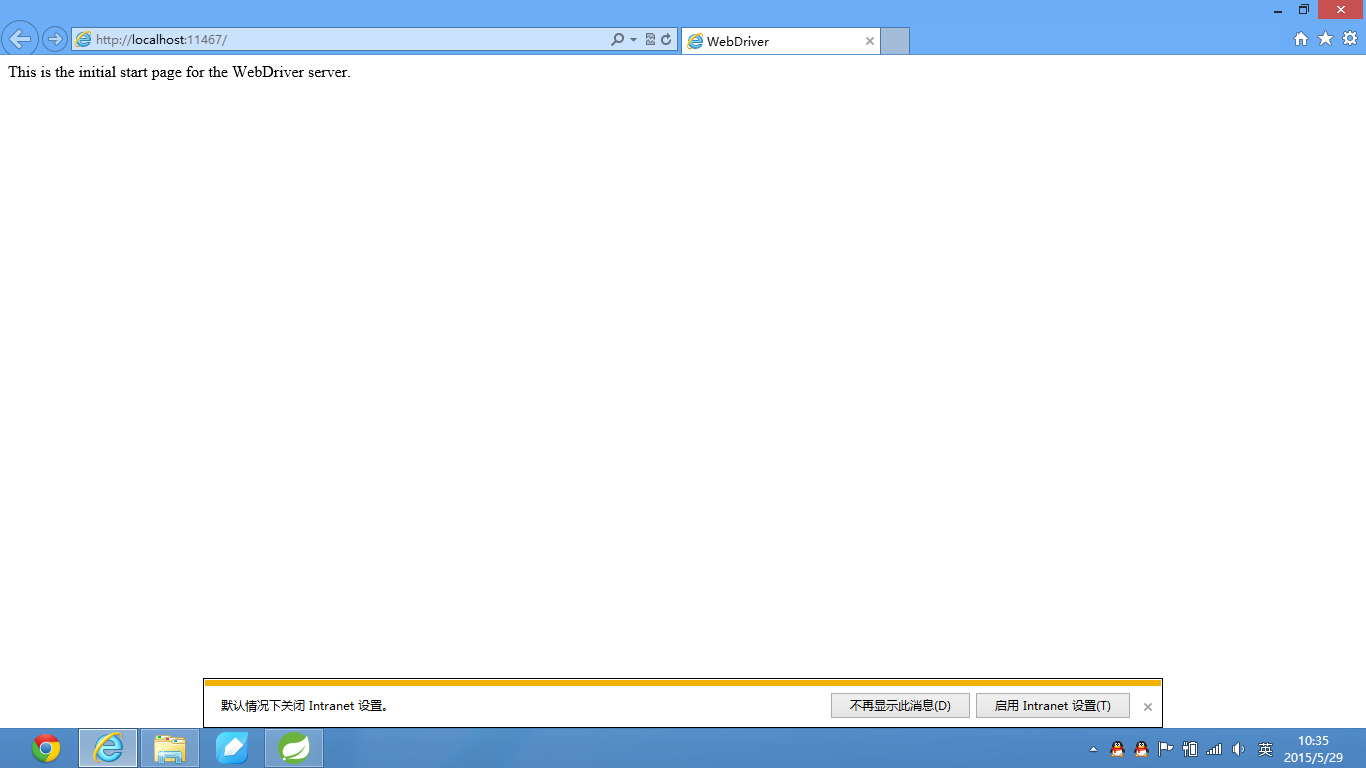 http://localhost:11467/
WebDriver
This is the initial start page for the WebDriver server.
默认情况下关闭 Intranet 设置。
不再显示此消息(D)
启用 Intranet 设置(T)
英
10:35
2015/5/29